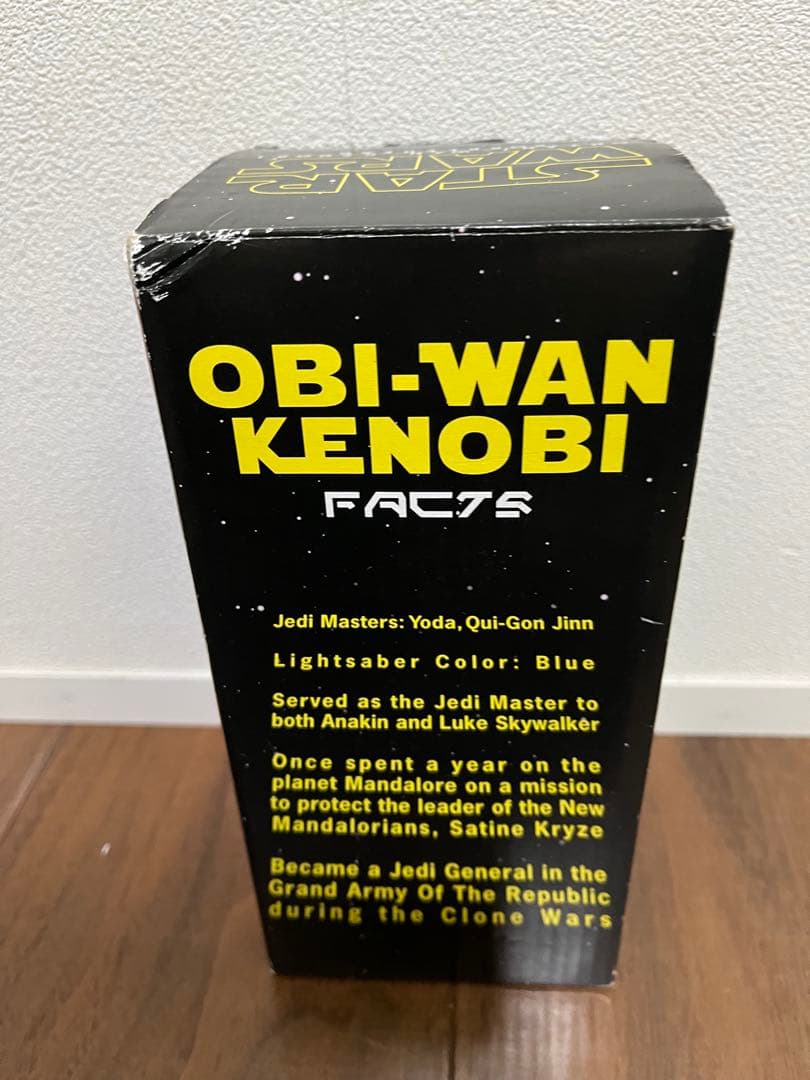 STAR
WARS
OBI-WAN
KENOBI
FACTS
Jedi Masters: Yoda, Qui-Gon Jinn
Lightsaber Color: Blue
Served as the Jedi Master to
both Anakin and Luke Skywalker
Once spent a year on the
planet Mandalore on a mission
to protect the leader of the New
Mandalorians, Satine Kryze
Became a Jedi General in the
Grand Army Of The Republic
during the Clone Wars